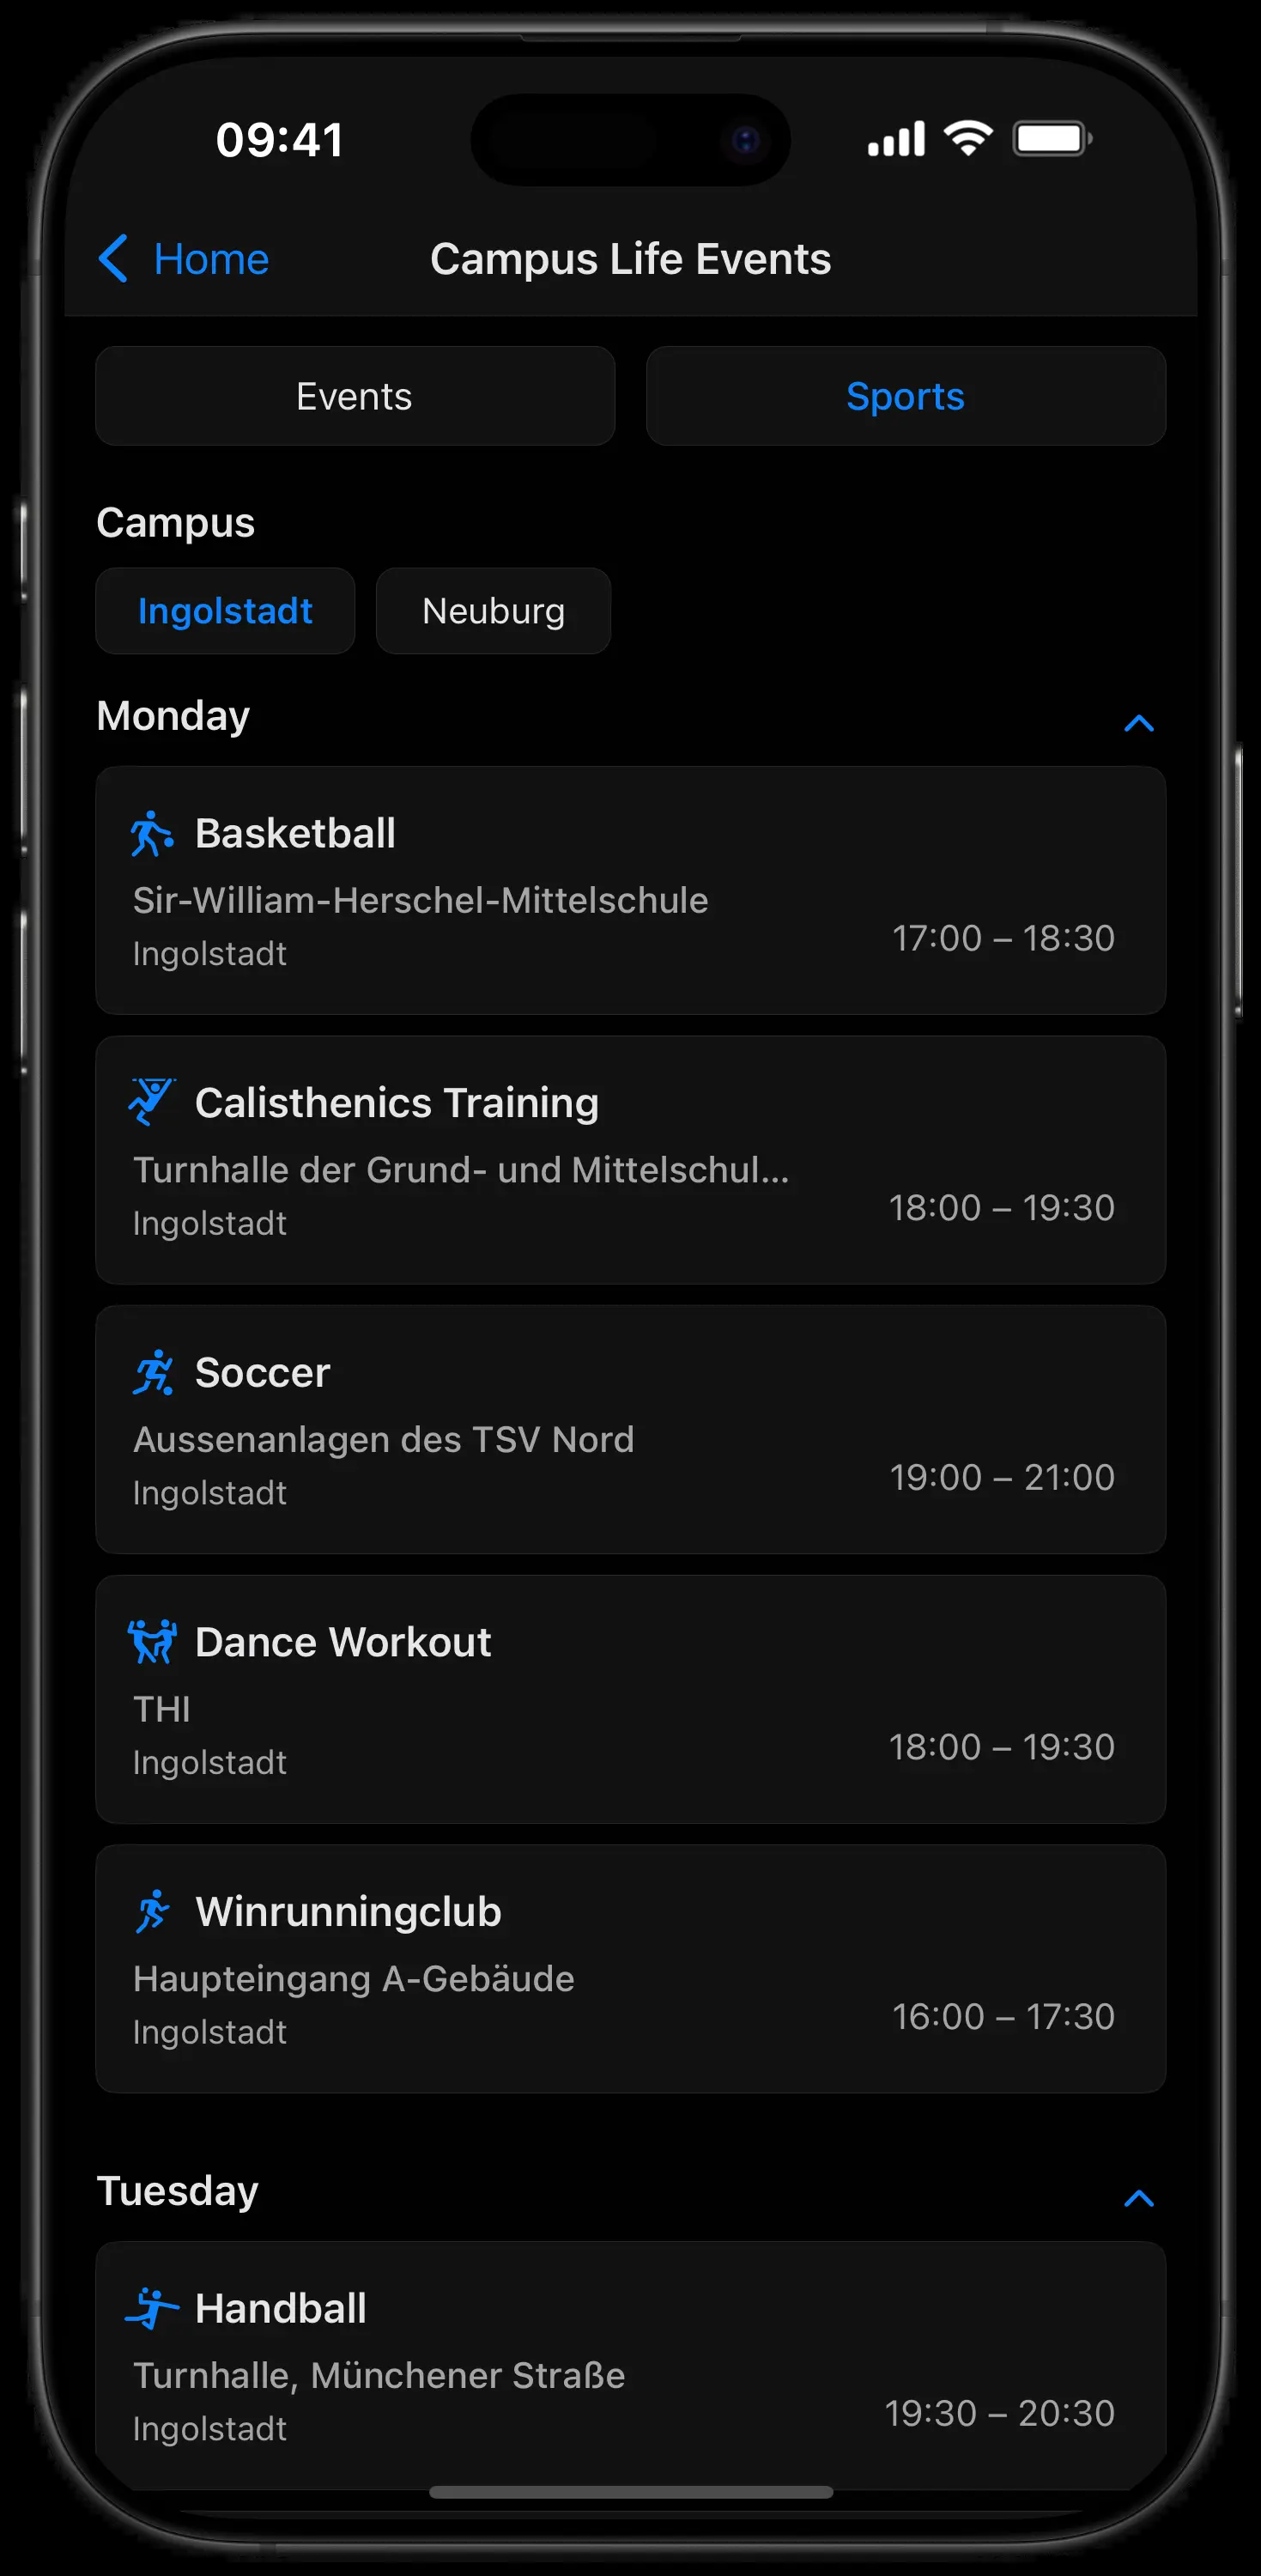 09:41
Home
Campus Life Events
Events
Sports
Campus
Ingolstadt
Neuburg
Monday
Basketball
Sir-William-Herschel-Mittelschule
Ingolstadt
17:00 – 18:30
Calisthenics Training
Turnhalle der Grund- und Mittelschul...
Ingolstadt
18:00 – 19:30
Soccer
Aussenanlagen des TSV Nord
Ingolstadt
19:00 – 21:00
Dance Workout
THI
Ingolstadt
18:00 – 19:30
Winrunningclub
Haupteingang A-Gebäude
Ingolstadt
16:00 – 17:30
Tuesday
Handball
Turnhalle, Münchener Straße
Ingolstadt
19:30 – 20:30